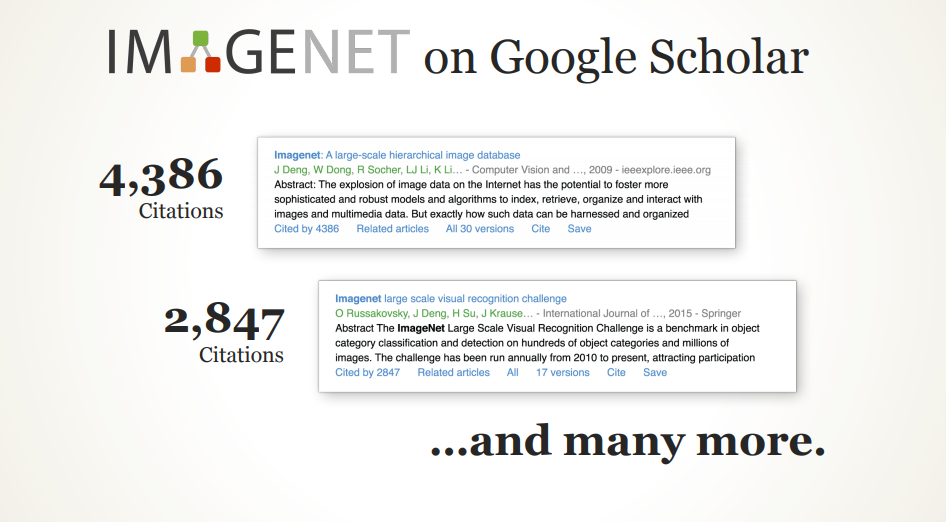 IMAGENET on Google Scholar
4,386
Citations
Imagenet: A large-scale hierarchical image database
J Deng, W Dong, R Socher, LJ Li, K Li… - Computer Vision and …, 2009 - ieeexplore.ieee.org
Abstract: The explosion of image data on the Internet has the potential to foster more
sophisticated and robust models and algorithms to index, retrieve, organize and interact with
images and multimedia data. But exactly how such data can be harnessed and organized
Cited by 4386 Related articles All 30 versions Cite Save
2,847
Citations
Imagenet large scale visual recognition challenge
O Russakovsky, J Deng, H Su, J Krause… - International Journal of …, 2015 - Springer
Abstract The ImageNet Large Scale Visual Recognition Challenge is a benchmark in object
category classification and detection on hundreds of object categories and millions of
images. The challenge has been run annually from 2010 to present, attracting participation
Cited by 2847 Related articles All 17 versions Cite Save
…and many more.